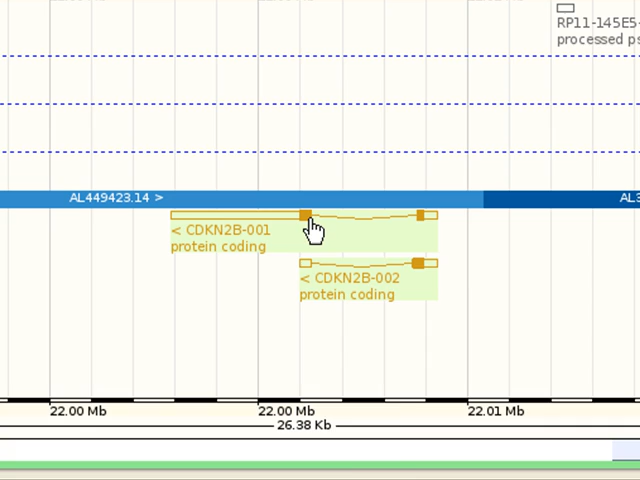 RP11-145E5-
processed ps
AL449423.14 >
< CDKN2B-001
protein coding
< CDKN2B-002
protein coding
22.00 Mb 22.00 Mb 22.01 Mb
26.38 Kb